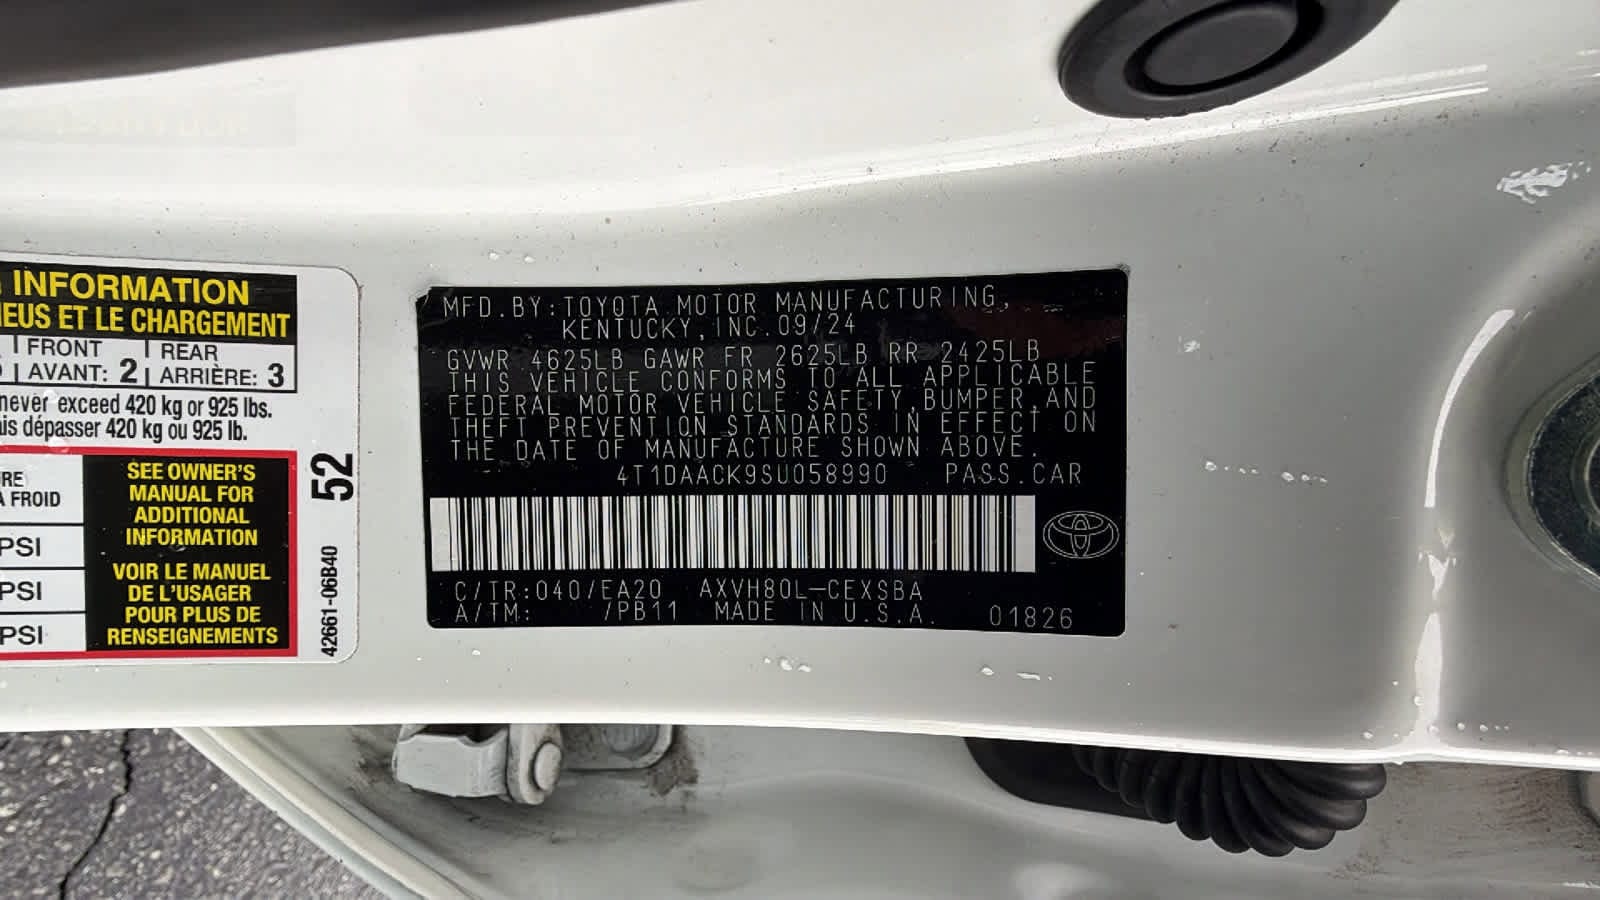 INFORMATION
EUS ET LE CHARGEMENT
FRONT REAR
AVANT: 2 ARRIÈRE: 3
never exceed 420 kg or 925 lbs.
is dépasser 420 kg ou 925 lb.
RE
A FROID
PSI
PSI
PSI
SEE OWNER'S
MANUAL FOR
ADDITIONAL
INFORMATION
VOIR LE MANUEL
DE L'USAGER
POUR PLUS DE
RENSEIGNEMENTS
52
42661-06B40
MFD.BY:TOYOTA MOTOR MANUFACTURING,
KENTUCKY,INC.09/24
GVWR 4625LB GAWR FR 2625LB RR 2425LB
THIS VEHICLE CONFORMS TO ALL APPLICABLE
FEDERAL MOTOR VEHICLE SAFETY,BUMPER,AND
THEFT PREVENTION STANDARDS IN EFFECT ON
THE DATE OF MANUFACTURE SHOWN ABOVE.
4T1DAACK9SU058990 PASS.CAR
C/TR:040/EA20 AXVH80L-CEXSBA
A/TM: /PB11 MADE IN U.S.A. 01826